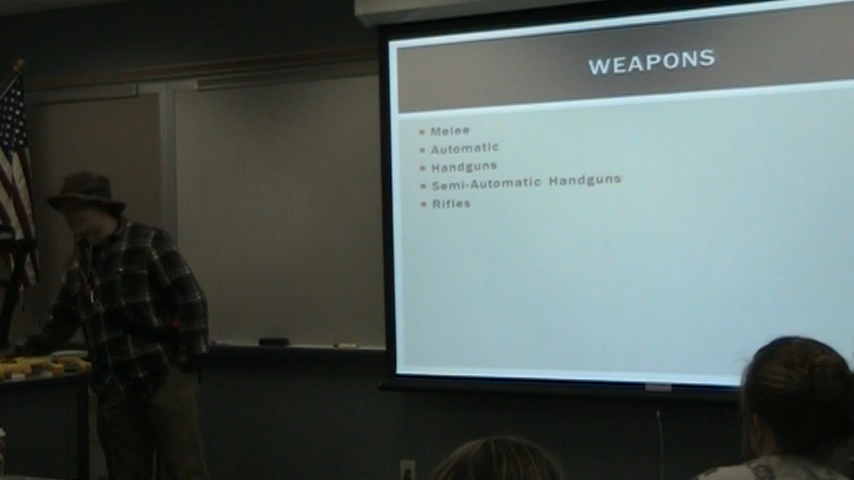 WEAPONS
Melee
Automatic
Handguns
Semi-Automatic Handguns
Rifles